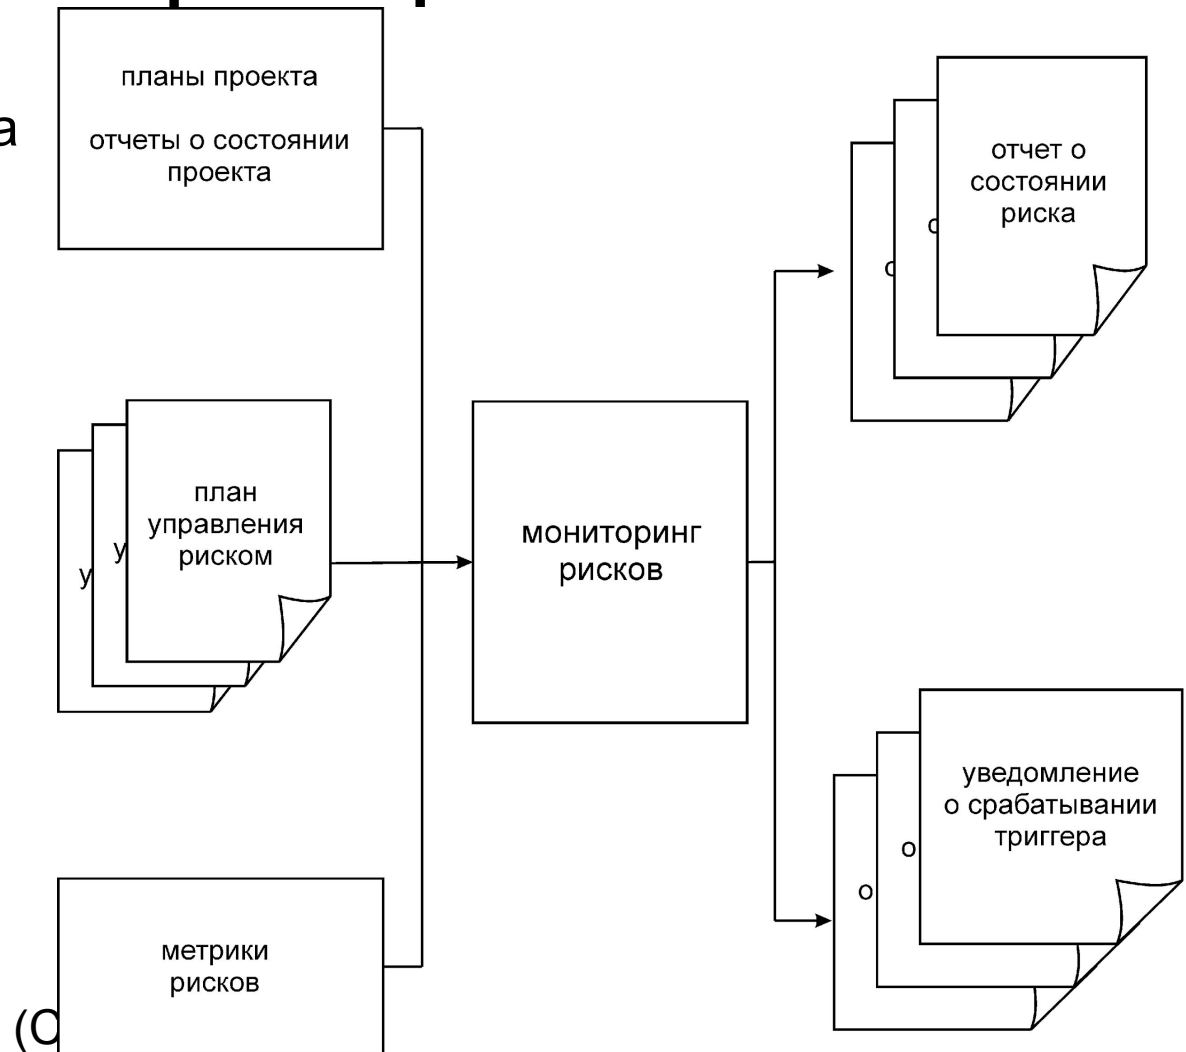 а
планы проекта
отчеты о состоянии
проекта
отчет о
состоянии
риска
о
о
план
управления
риском
у
у
мониторинг
рисков
уведомление
о срабатывании
триггера
о
о
метрики
рисков
(О